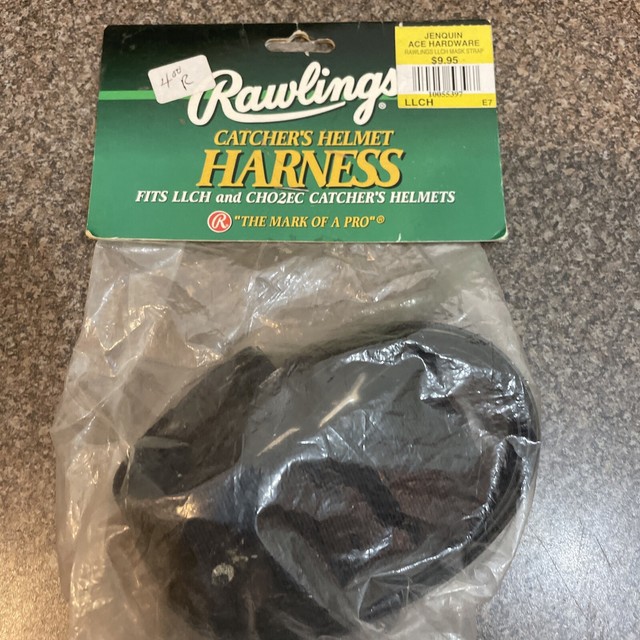 4.00
R
Rawlings®
CATCHER'S HELMET
HARNESS
FITS LLCH and CHO2EC CATCHER'S HELMETS
R "THE MARK OF A PRO"®
JENQUIN
ACE HARDWARE
RAWLINGS LLCH MASK STRAP
$9.95
10055397
LLCH E7